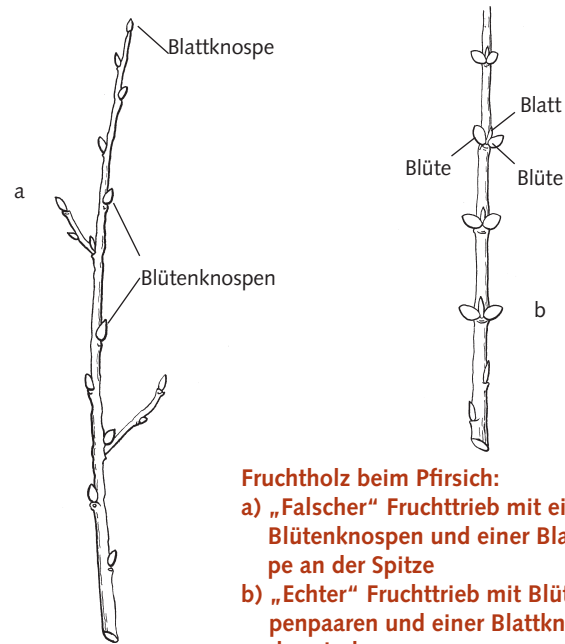 Blattknospe
a
Blütenknospen
Blatt
Blüte
Blüte
b
Fruchtholz beim Pfirsich:
a) „Falscher“ Fruchttrieb mit
Blütenknospen und einer
pe an der Spitze
b) „Echter“ Fruchttrieb mit
penpaaren und einer